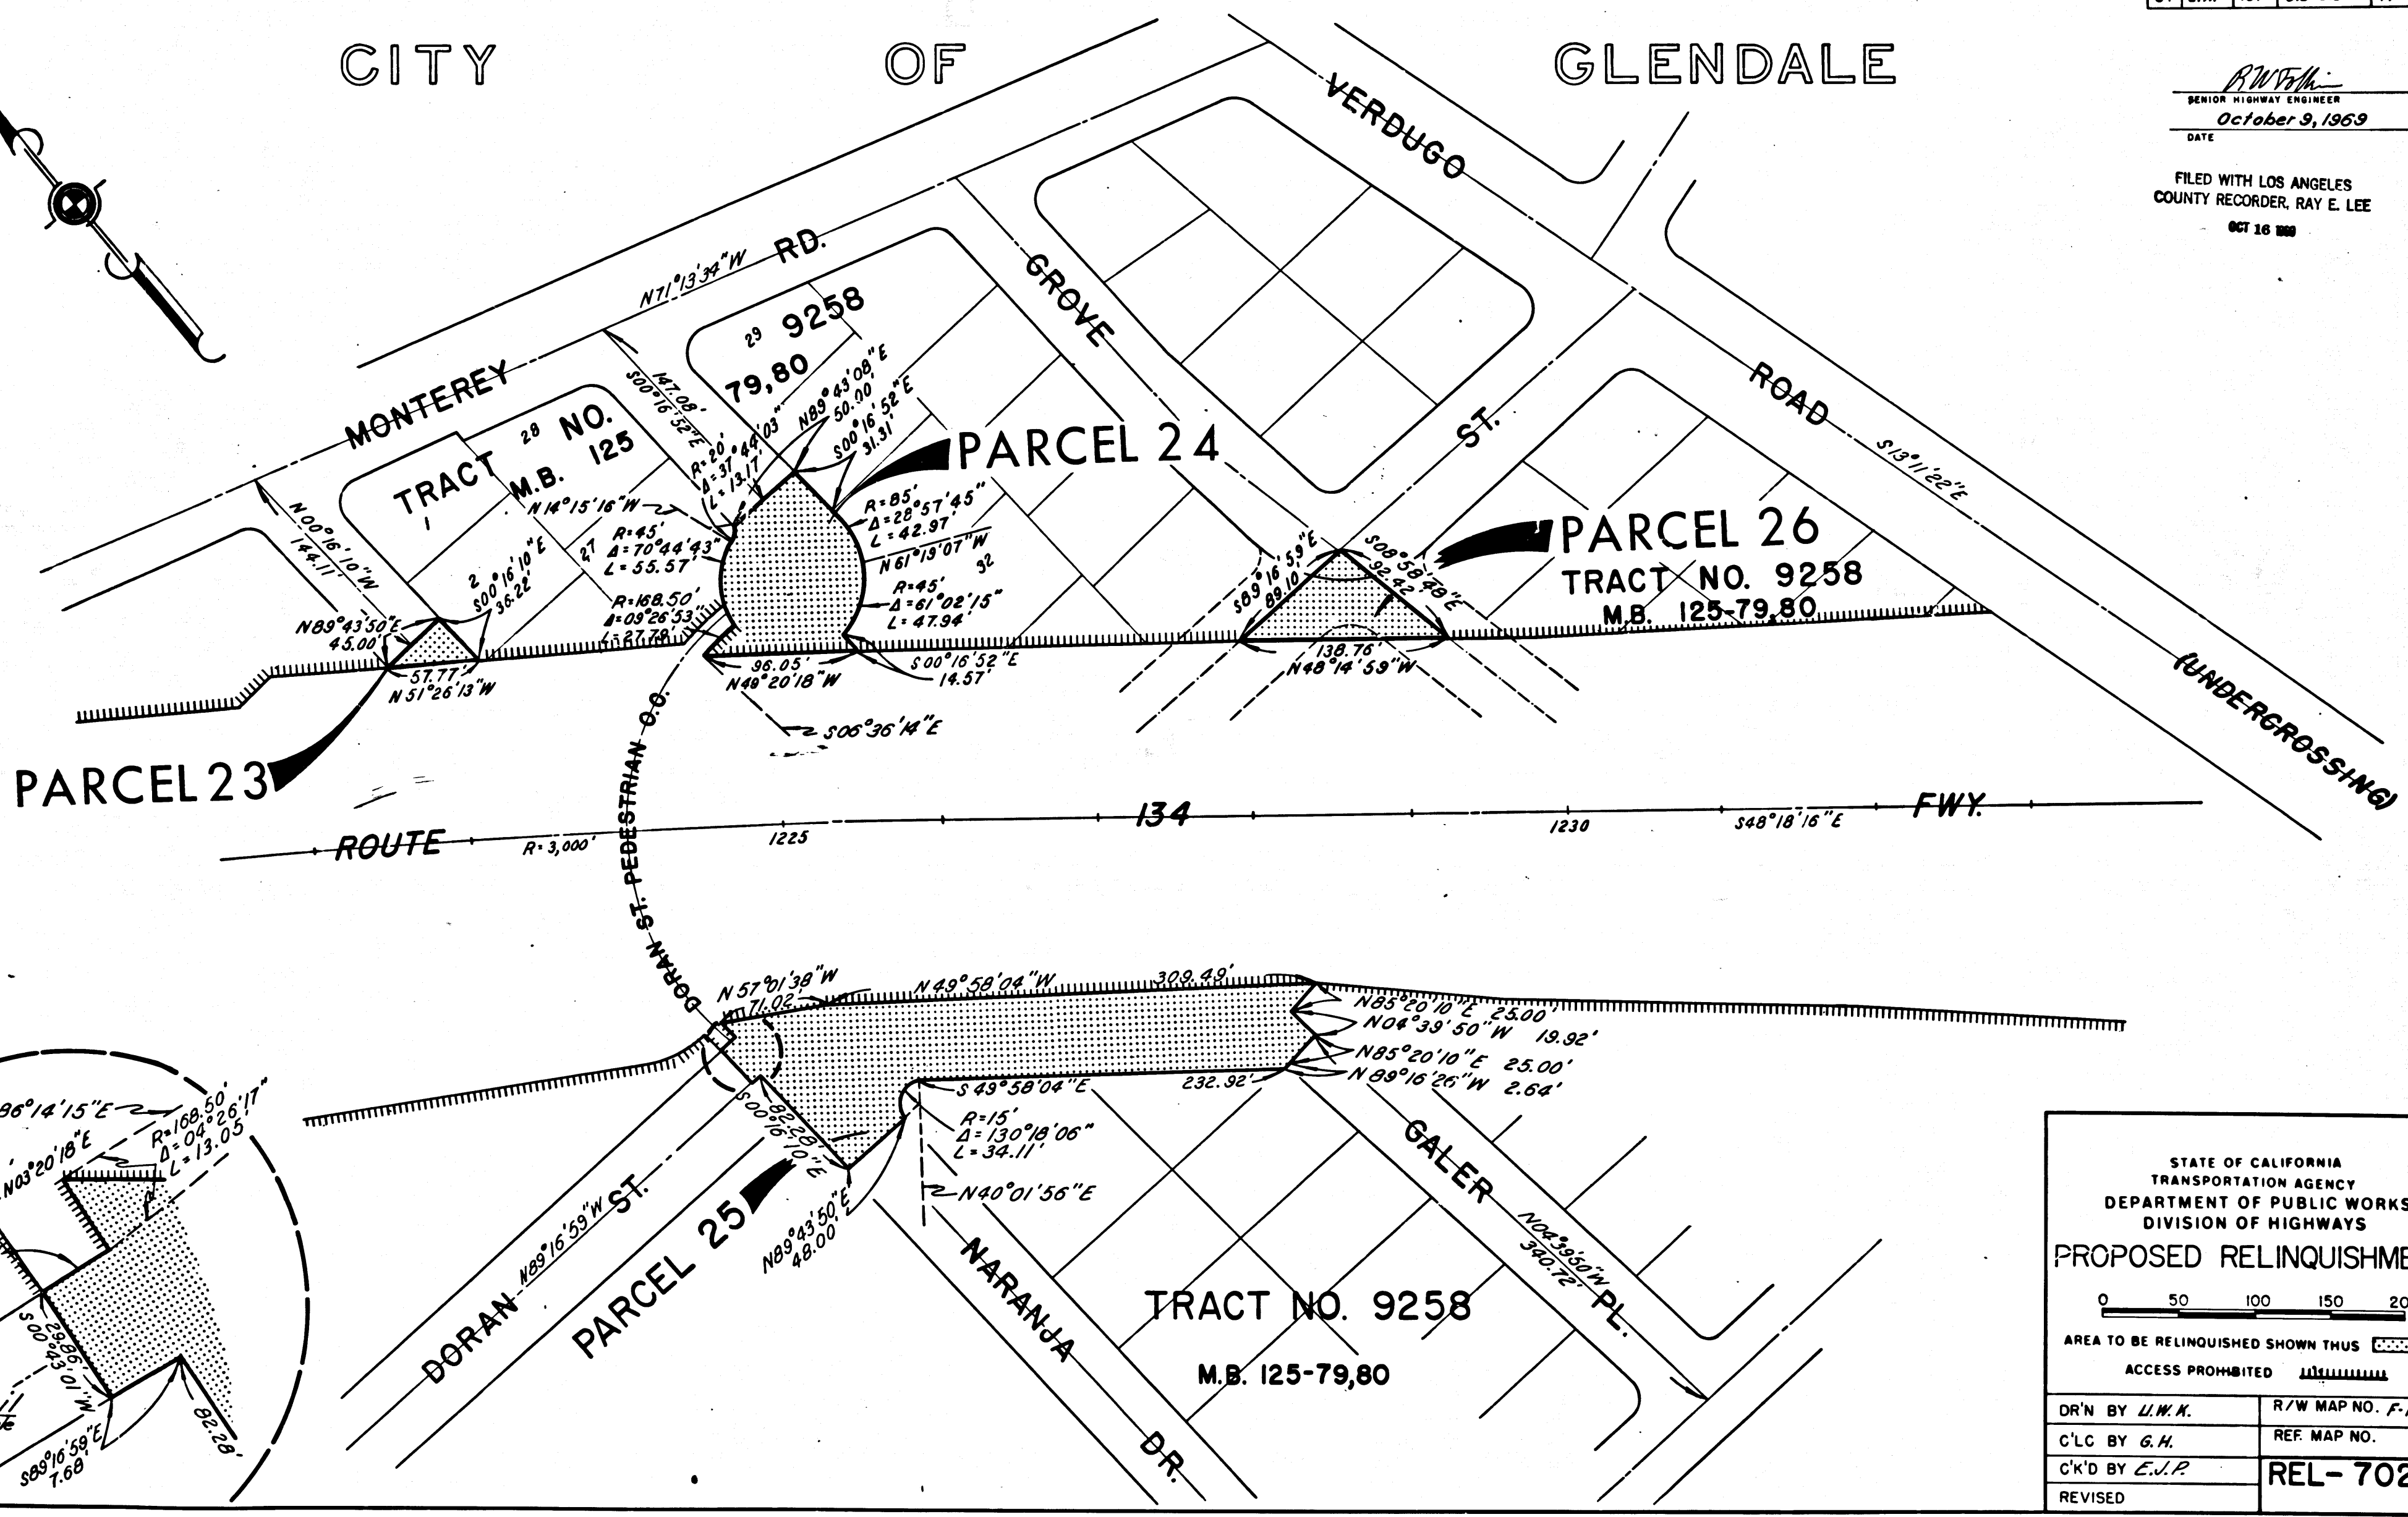 CITY OF GLENDALE
SENIOR HIGHWAY ENGINEER
October 9, 1969
DATE
FILED WITH LOS ANGELES
COUNTY RECORDER, RAY E. LEE
OCT 16 1969
VERDUGO
ROAD
S13°11'22"E
(UNDERCROSSING)
MONTEREY
RD.
N71°13'34"W
GROVE
ST.
TRACT NO. 9258
M.B. 125 79,80
28
29
1
2
27
32
147.08'
S00°16'52"E
N89°43'08"E
50.00'
S00°16'52"E
31.31'
R=20'
Δ=37°44'03"
L=13.17'
N14°15'16"W
R=45'
Δ=70°44'43"
L=55.57'
R=168.50'
Δ=09°26'53"
L=27.79'
PARCEL 24
R=85'
Δ=28°57'45"
L=42.97'
N61°19'07"W
R=45'
Δ=61°02'15"
L=47.94'
S00°16'52"E
14.57'
96.05'
N49°20'18"W
S06°36'14"E
N00°16'10"W
144.11'
S00°16'10"E
36.22'
N89°43'50"E
45.00'
57.77'
N51°26'13"W
PARCEL 23
PARCEL 26
TRACT NO. 9258
M.B. 125-79,80
S89°16'59"E
89.10'
S08°58'48"E
92.42'
138.76'
N48°14'59"W
DORAN ST. PEDESTRIAN O.C.
ROUTE 134 FWY.
R=3,000'
1225
1230
S48°18'16"E
N57°01'38"W
71.02'
N49°58'04"W
309.49'
N85°20'10"E 25.00'
N04°39'50"W 19.92'
N85°20'10"E 25.00'
N89°16'26"W 2.64'
S49°58'04"E
232.92'
R=15'
Δ=130°18'06"
L=34.11'
N40°01'56"E
82.28'
S00°16'10"E
N89°43'50"E
48.00'
PARCEL 25
DORAN ST.
N89°16'59"W
NARANJA DR.
GALER PL.
N04°39'50"W
340.72'
TRACT NO. 9258
M.B. 125-79,80
86°14'15"E
N03°20'18"E
R=168.50'
Δ=04°26'17"
L=13.05'
29.86'
S00°43'01"W
S89°16'59"E
7.68'
82.28'
STATE OF CALIFORNIA
TRANSPORTATION AGENCY
DEPARTMENT OF PUBLIC WORKS
DIVISION OF HIGHWAYS
PROPOSED RELINQUISHME
0 50 100 150 20
AREA TO BE RELINQUISHED SHOWN THUS
ACCESS PROHIBITED
DR'N BY U.W.K.
R/W MAP NO. F-
C'LC BY G.H.
REF. MAP NO.
C'K'D BY E.J.P.
REL-702
REVISED